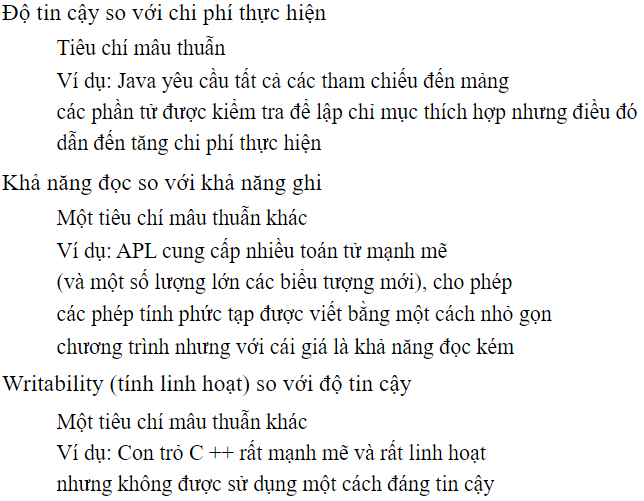 Độ tin cậy so với chi phí thực hiện
Tiêu chí mâu thuẫn
Ví dụ: Java yêu cầu tất cả các tham chiếu đến mảng
các phần tử được kiểm tra để lập chỉ mục thích hợp nhưng điều đó
dẫn đến tăng chi phí thực hiện
Khả năng đọc so với khả năng ghi
Một tiêu chí mâu thuẫn khác
Ví dụ: APL cung cấp nhiều toán tử mạnh mẽ
(và một số lượng lớn các biểu tượng mới), cho phép
các phép tính phức tạp được viết bằng một cách nhỏ gọn
chương trình nhưng với cái giá là khả năng đọc kém
Writability (tính linh hoạt) so với độ tin cậy
Một tiêu chí mâu thuẫn khác
Ví dụ: Con trỏ C ++ rất mạnh mẽ và rất linh hoạt
nhưng không được sử dụng một cách đáng tin cậy